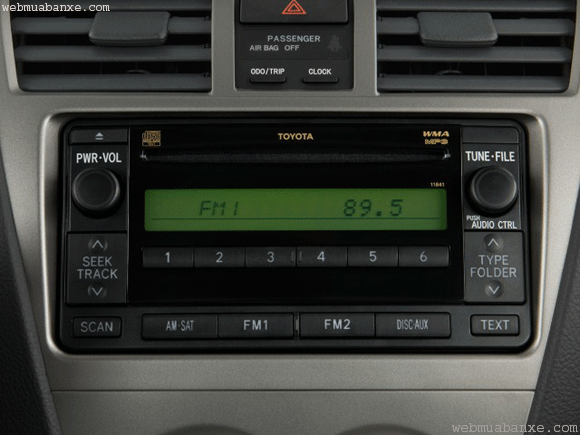 webmuabanxe.com
PASSENGER
AIR BAG OFF
ODO/TRIP CLOCK
TOYOTA
WMA
MP3
PWR·VOL
TUNE·FILE
11841
FM1 89.5
PUSH
AUDIO CTRL
SEEK
TRACK
1 2 3 4 5 6
TYPE
FOLDER
SCAN AM·SAT FM1 FM2 DISC·AUX TEXT
webmuabanxe.com